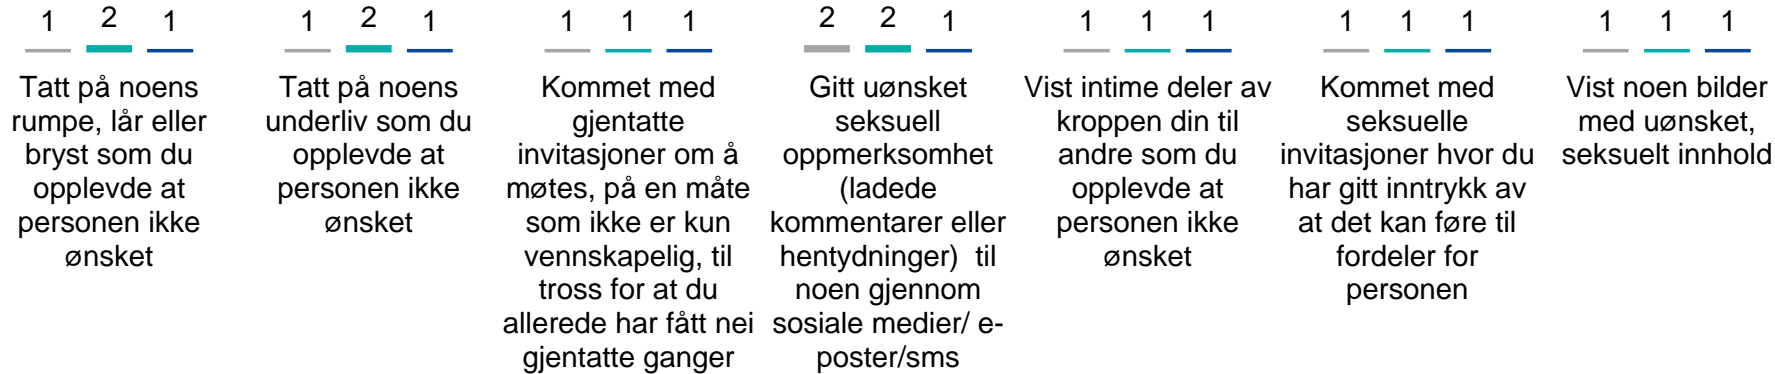 1 2 1
1 2 1
1 1 1
2 2 1
1 1 1
1 1 1
1 1 1
Tatt på noens
rumpe, lår eller
bryst som du
opplevde at
personen ikke
ønsket
Tatt på noens
underliv som du
opplevde at
personen ikke
ønsket
Kommet med
gjentatte
invitasjoner om å
møtes, på en måte
som ikke er kun
vennskapelig, til
tross for at du
allerede har fått nei
gjentatte ganger
Gitt uønsket
seksuell
oppmerksomhet
(ladede
kommentarer eller
hentydninger) til
noen gjennom
sosiale medier/ e-
poster/sms
Vist intime deler av
kroppen din til
andre som du
opplevde at
personen ikke
ønsket
Kommet med
seksuelle
invitasjoner hvor du
har gitt inntrykk av
at det kan føre til
fordeler for
personen
Vist noen bilder
med uønsket,
seksuelt innhold